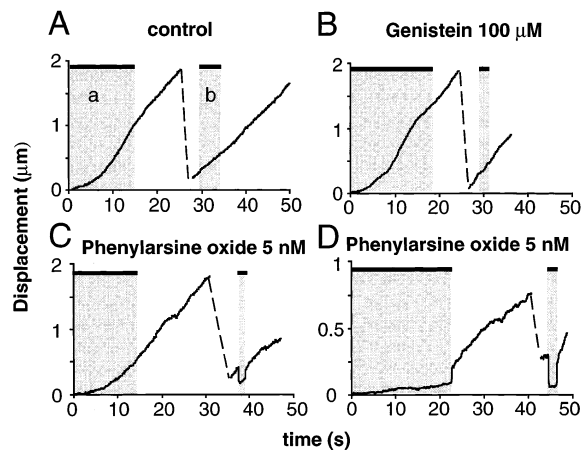 A control
B Genistein 100 μM
2
1
0
a
b
0 10 20 30 40 50
2
1
0
0 10 20 30 40 50
Displacement (μm)
C Phenylarsine oxide 5 nM
D Phenylarsine oxide 5 nM
2
1
0
0 10 20 30 40 50
1
0.5
0
0 10 20 30 40 50
time (s)